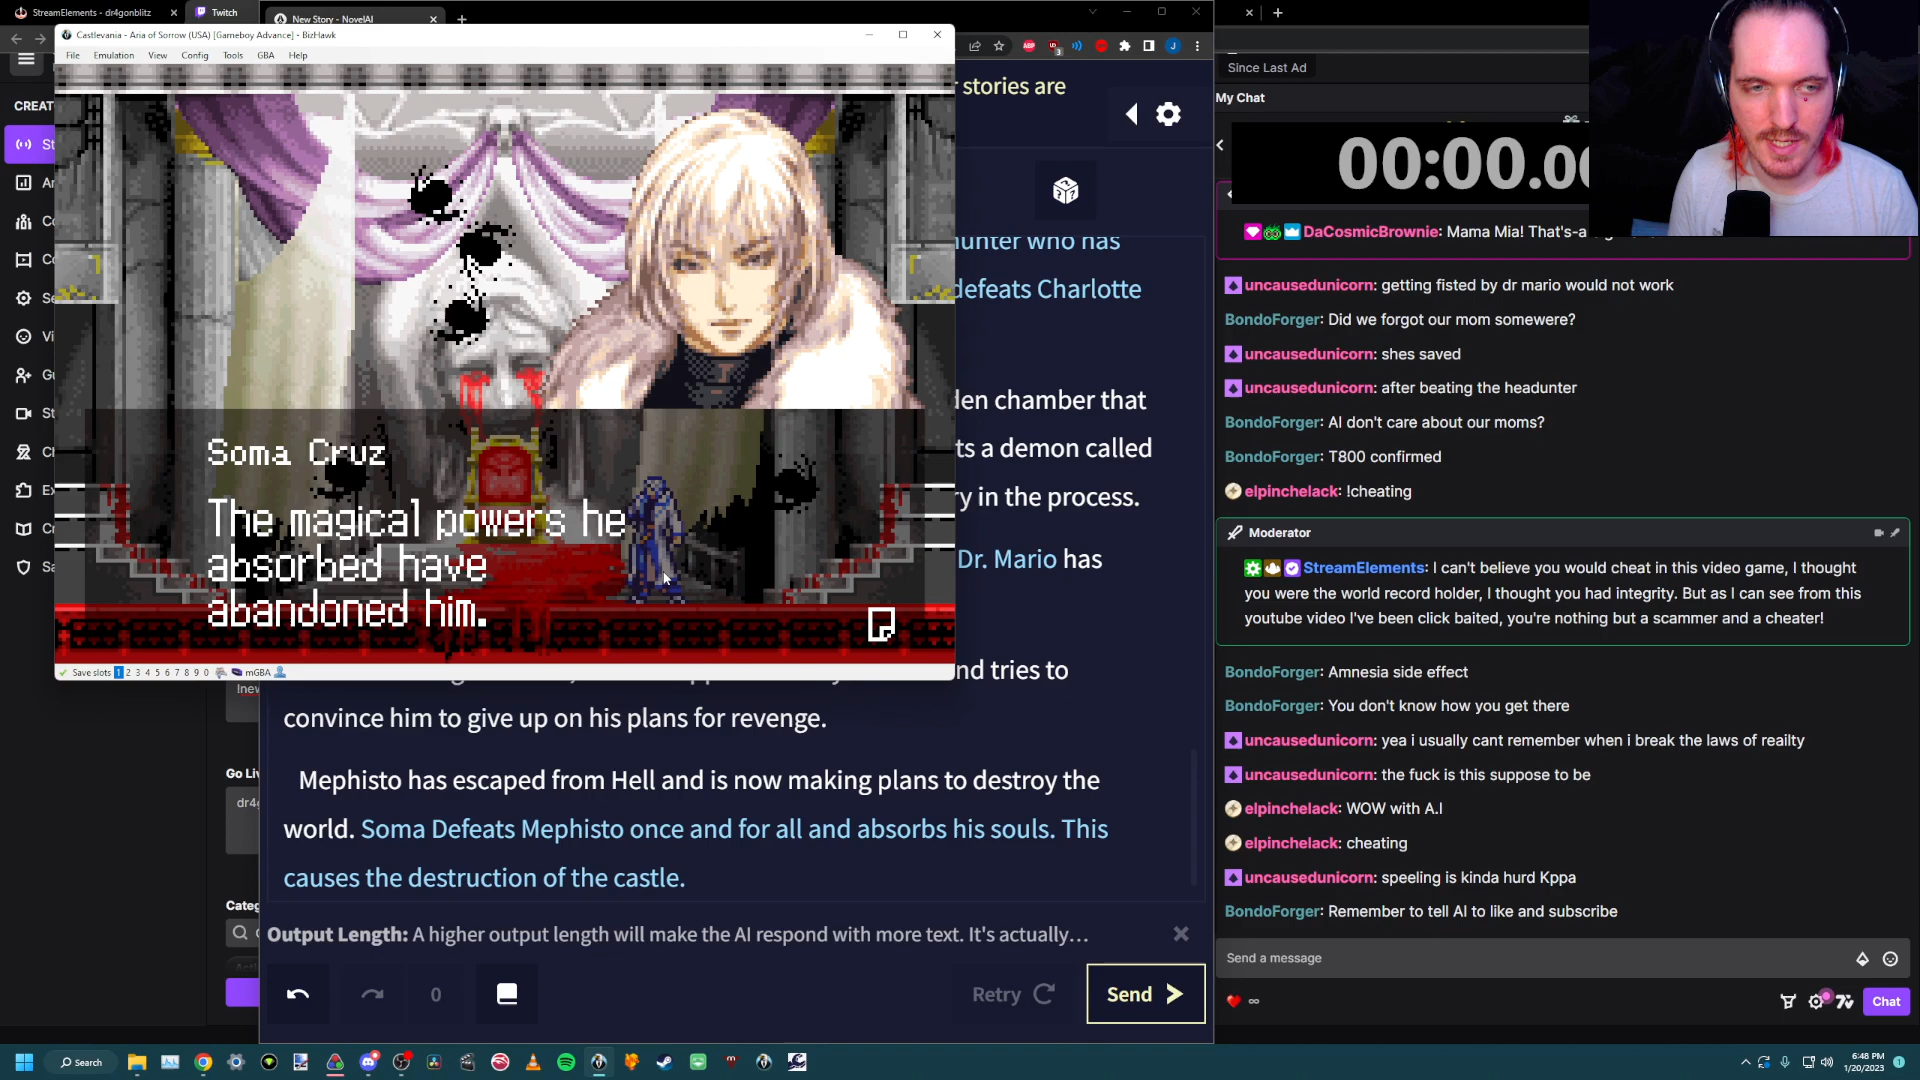 StreamElements - dr4gonblitz
Twitch
New Story - NovelAI
Castlevania - Aria of Sorrow (USA) [Gameboy Advance] - BizHawk
File Emulation View Config Tools GBA Help
stories are
Since Last Ad
My Chat
CREAT
00:00.0
DaCosmicBrownie: Mama Mia! That's-a
hunter who has
defeats Charlotte
uncausedunicorn: getting fisted by dr mario would not work
BondoForger: Did we forgot our mom somewere?
uncausedunicorn: shes saved
uncausedunicorn: after beating the headunter
den chamber that
BondoForger: AI don't care about our moms?
Soma Cruz
ts a demon called
BondoForger: T800 confirmed
ry in the process.
elpinchelack: !cheating
The magical powers he
absorbed have
abandoned him.
Moderator
Dr. Mario has
StreamElements: I can't believe you would cheat in this video game, I thought
you were the world record holder, I thought you had integrity. But as I can see from this
youtube video I've been click baited, you're nothing but a scammer and a cheater!
Save slots 1 2 3 4 5 6 7 8 9 0 mGBA
nd tries to
BondoForger: Amnesia side effect
convince him to give up on his plans for revenge.
BondoForger: You don't know how you get there
uncausedunicorn: yea i usually cant remember when i break the laws of reailty
Go Liv
Mephisto has escaped from Hell and is now making plans to destroy the
uncausedunicorn: the fuck is this suppose to be
dr4g
world. Soma Defeats Mephisto once and for all and absorbs his souls. This
elpinchelack: WOW with A.I
elpinchelack: cheating
causes the destruction of the castle.
uncausedunicorn: speeling is kinda hurd Kppa
Categ
BondoForger: Remember to tell AI to like and subscribe
Output Length: A higher output length will make the AI respond with more text. It's actually...
Send a message
0
Retry
Send
Chat
Search
6:48 PM
1/20/2023